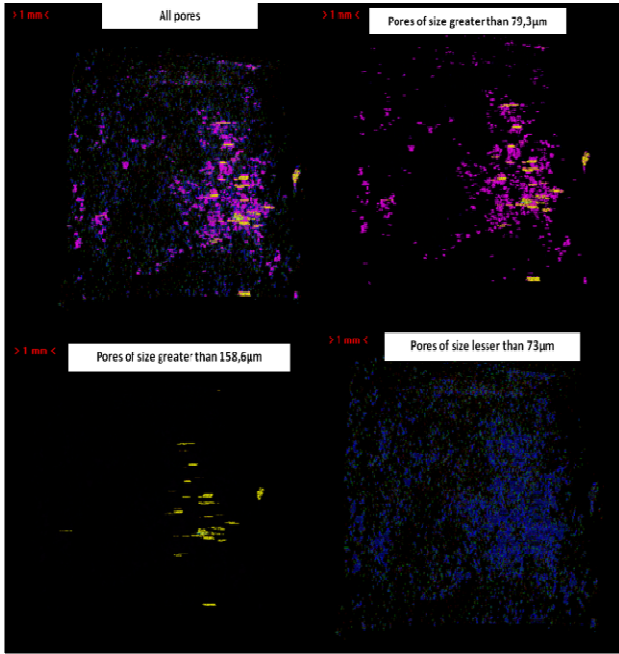 > 1 mm <
All pores
> 1 mm <
Pores of size greater than 79,3µm
> 1 mm <
Pores of size greater than 158,6µm
> 1 mm <
Pores of size lesser than 73µm